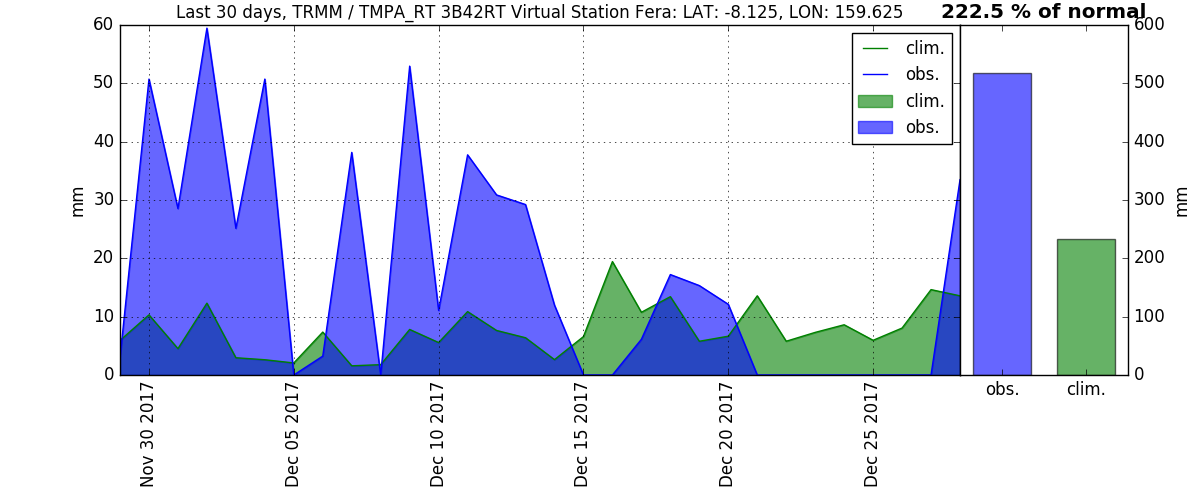 Last 30 days, TRMM / TMPA_RT 3B42RT Virtual Station Fera: LAT: -8.125, LON: 159.625
222.5 % of normal
60
50
40
30
20
10
0
mm
clim.
obs.
clim.
obs.
600
500
400
300
200
100
0
mm
Nov 30 2017
Dec 05 2017
Dec 10 2017
Dec 15 2017
Dec 20 2017
Dec 25 2017
obs.
clim.